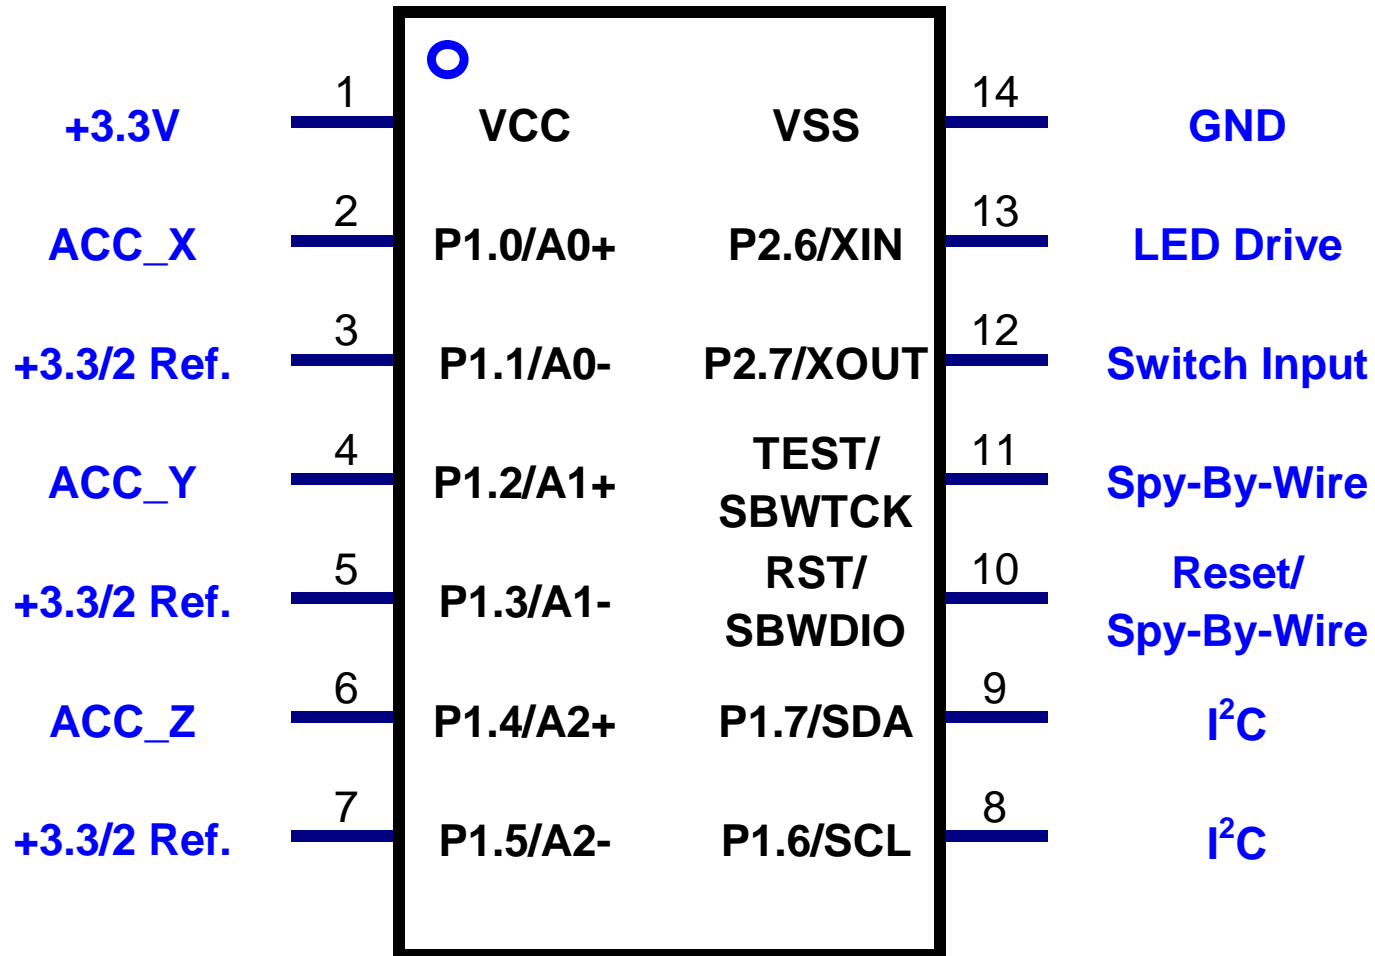 1 14
+3.3V VCC VSS GND
2 13
ACC_X P1.0/A0+ P2.6/XIN LED Drive
3 12
+3.3/2 Ref. P1.1/A0- P2.7/XOUT Switch Input
4 TEST/ 11
ACC_Y P1.2/A1+ SBWTCK Spy-By-Wire
5 RST/ 10 Reset/
+3.3/2 Ref. P1.3/A1- SBWDIO Spy-By-Wire
6 9
ACC_Z P1.4/A2+ P1.7/SDA I²C
7 8
+3.3/2 Ref. P1.5/A2- P1.6/SCL I²C